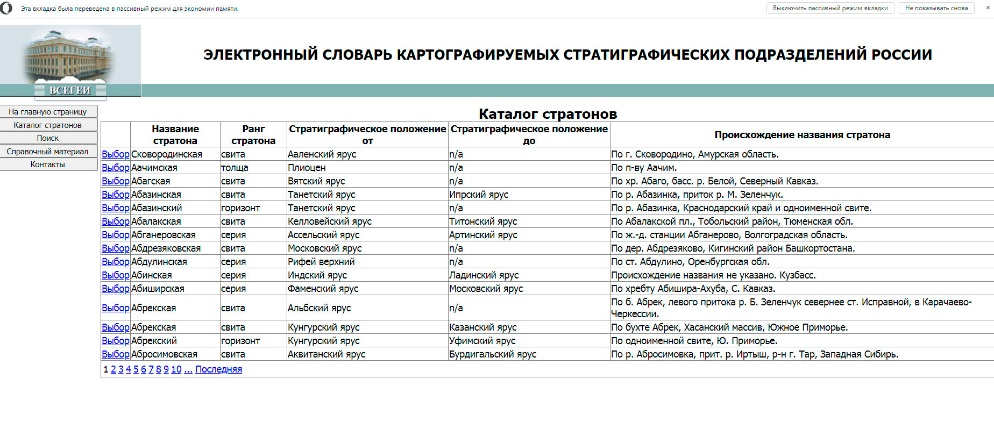 Эта вкладка была переведена в пассивный режим для экономии памяти. Выключить пассивный режим вкладки Не показывать снова
ЭЛЕКТРОННЫЙ СЛОВАРЬ КАРТОГРАФИРУЕМЫХ СТРАТИГРАФИЧЕСКИХ ПОДРАЗДЕЛЕНИЙ РОССИИ
ВСЕГЕИ
На главную страницу
Каталог стратонов
Поиск
Справочный материал
Контакты
Каталог стратонов
Название стратона Ранг стратона Стратиграфическое положение от Стратиграфическое положение до Происхождение названия стратона
Выбор Сковородинская свита Ааленский ярус n/a По г. Сковородино, Амурская область.
Выбор Аачимская толща Плиоцен n/a По п-ву Аачим.
Выбор Абагская свита Вятский ярус n/a По хр. Абаго, басс. р. Белой, Северный Кавказ.
Выбор Абазинская свита Танетский ярус Ипрский ярус По р. Абазинка, приток р. М. Зеленчук.
Выбор Абазинский горизонт Танетский ярус n/a По р. Абазинка, Краснодарский край и одноименной свите.
Выбор Абалакская свита Келловейский ярус Титонский ярус По Абалакской пл., Тобольский район, Тюменская обл.
Выбор Абганеровская серия Ассельский ярус Артинский ярус По ж.-д. станции Абганерово, Волгоградская область.
Выбор Абдрезяковская свита Московский ярус n/a По дер. Абдрезяково, Кигинский район Башкортостана.
Выбор Абдулинская серия Рифей верхний n/a По ст. Абдулино, Оренбургская обл.
Выбор Абинская серия Индский ярус Ладинский ярус Происхождение названия не указано. Кузбасс.
Выбор Абиширская серия Фаменский ярус Московский ярус По хребту Абишира-Ахуба, С. Кавказ.
Выбор Абрекская свита Альбский ярус n/a По б. Абрек, левого притока р. Б. Зеленчук севернее ст. Исправной, в Карачаево-
Черкессии.
Выбор Абрекская свита Кунгурский ярус Казанский ярус По бухте Абрек, Хасанский массив, Южное Приморье.
Выбор Абрекский горизонт Кунгурский ярус Уфимский ярус По одноименной свите, Ю. Приморье.
Выбор Абросимовская свита Аквитанский ярус Бурдигальский ярус По р. Абросимовка, прит. р. Иртыш, р-н г. Тар, Западная Сибирь.
1 2 3 4 5 6 7 8 9 10 ... Последняя